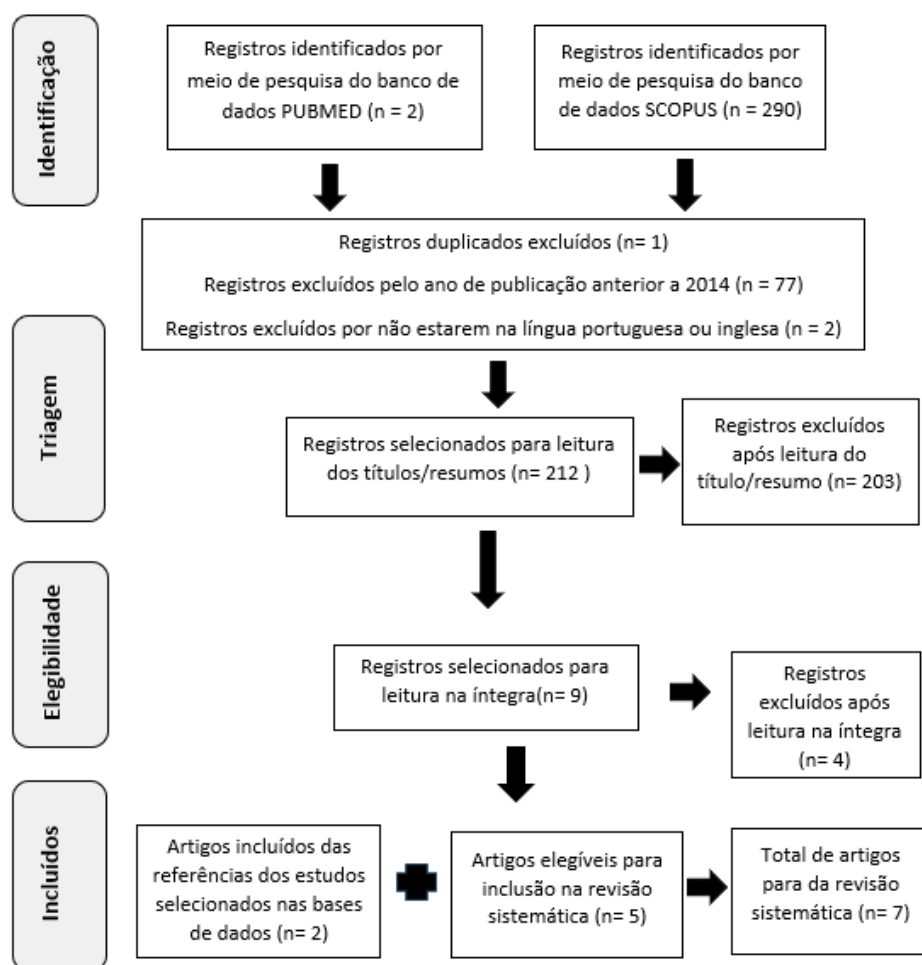 Identificação
Registros identificados por
meio de pesquisa do banco de
dados PUBMED (n = 2)
Registros identificados por
meio de pesquisa do banco
de dados SCOPUS (n = 290)
Registros duplicados excluídos (n= 1)
Registros excluídos pelo ano de publicação anterior a 2014 (n = 77)
Registros excluídos por não estarem na língua portuguesa ou inglesa (n = 2)
Triagem
Registros selecionados para leitura
dos títulos/resumos (n= 212 )
Registros excluídos
após leitura do
título/resumo (n= 203)
Elegibilidade
Registros selecionados para
leitura na íntegra(n= 9)
Registros
excluídos após
leitura na íntegra
(n= 4)
Incluídos
Artigos incluídos das
referências dos estudos
selecionados nas bases
de dados (n= 2)
Artigos elegíveis para
inclusão na revisão
sistemática (n= 5)
Total de artigos
para da revisão
sistemática (n= 7)